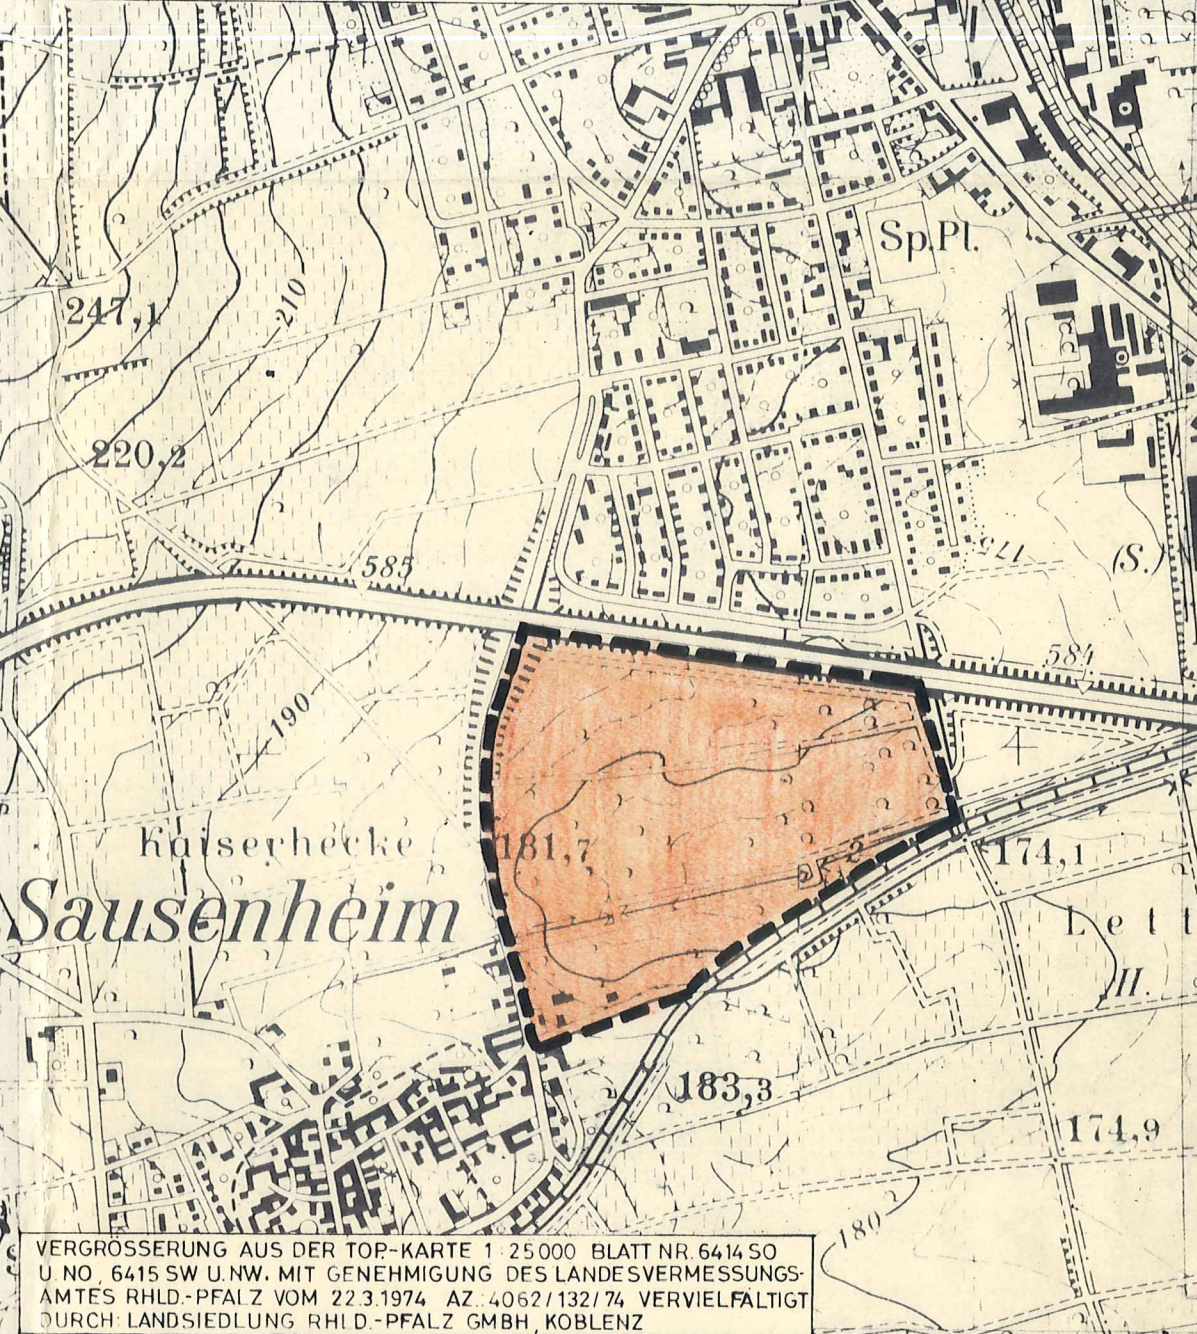 Sp.Pl.
247,1
210
220,2
585
175
(S.)
584
190
Kaiserhecke
181,7
2
174,1
Sausenheim
Lett
H.
183,3
174,9
180
VERGRÖSSERUNG AUS DER TOP.-KARTE 1:25000 BLATT NR. 6414 SO
U. NO, 6415 SW U. NW. MIT GENEHMIGUNG DES LANDESVERMESSUNGS-
AMTES RHLD.-PFALZ VOM 22.3.1974 AZ.: 4062/132/74 VERVIELFÄLTIGT
DURCH: LANDSIEDLUNG RHLD.-PFALZ GMBH, KOBLENZ